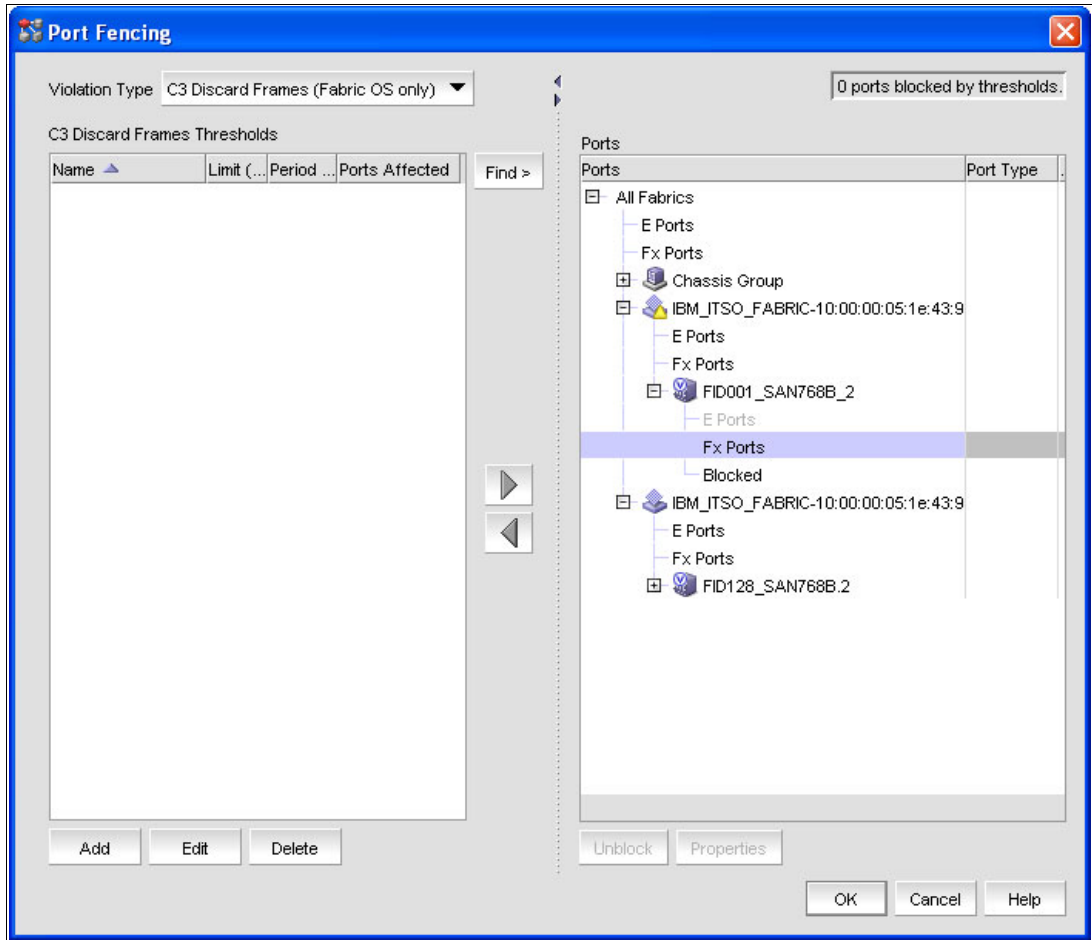 Port Fencing
Violation Type C3 Discard Frames (Fabric OS only)
0 ports blocked by thresholds.
C3 Discard Frames Thresholds
Name Limit (... Period ... Ports Affected
Find >
Ports
Ports Port Type .
All Fabrics
E Ports
Fx Ports
Chassis Group
IBM_ITSO_FABRIC-10:00:00:05:1e:43:9
E Ports
Fx Ports
FID001_SAN768B_2
E Ports
Fx Ports
Blocked
IBM_ITSO_FABRIC-10:00:00:05:1e:43:9
E Ports
Fx Ports
FID128_SAN768B.2
Add Edit Delete
Unblock Properties
OK Cancel Help